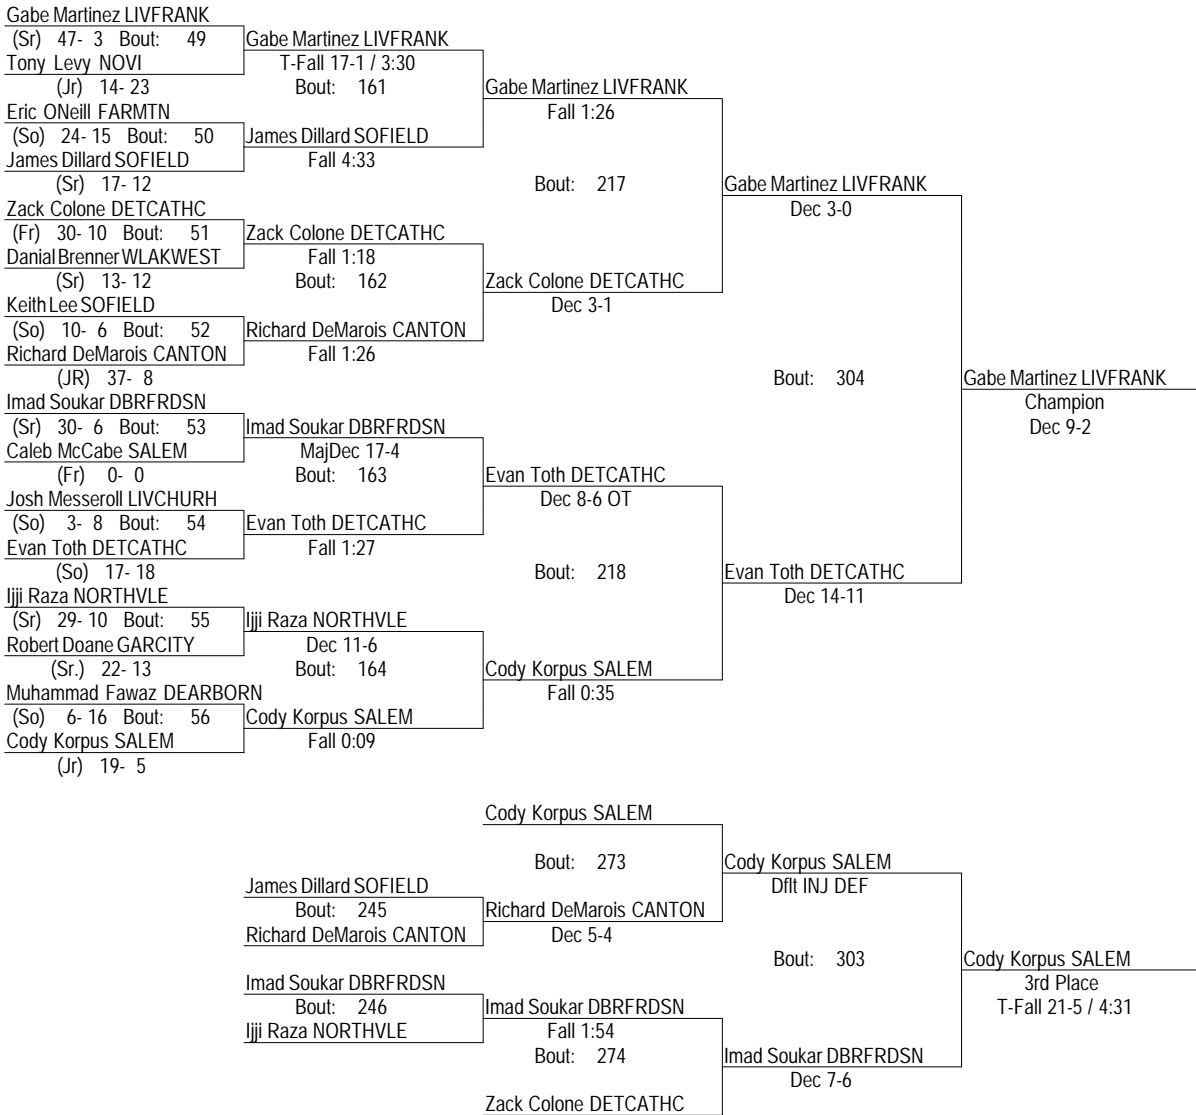 Gabe Martinez LIVFRANK
(Sr) 47- 3 Bout: 49
Tony Levy NOVI
(Jr) 14- 23
Eric ONeill FARMTN
(So) 24- 15 Bout: 50
James Dillard SOFIELD
(Sr) 17- 12
Zack Colone DETCATHC
(Fr) 30- 10 Bout: 51
Danial Brenner WLAKWEST
(Sr) 13- 12
Keith Lee SOFIELD
(So) 10- 6 Bout: 52
Richard DeMarois CANTON
(JR) 37- 8
Imad Soukar DBRFRDSN
(Sr) 30- 6 Bout: 53
Caleb McCabe SALEM
(Fr) 0- 0
Josh Messeroll LIVCHURH
(So) 3- 8 Bout: 54
Evan Toth DETCATHC
(So) 17- 18
Ijji Raza NORTHVLE
(Sr) 29- 10 Bout: 55
Robert Doane GARCITY
(Sr.) 22- 13
Muhammad Fawaz DEARBORN
(So) 6- 16 Bout: 56
Cody Korpus SALEM
(Jr) 19- 5
Gabe Martinez LIVFRANK
T-Fall 17-1 / 3:30
Bout: 161
James Dillard SOFIELD
Fall 4:33
Zack Colone DETCATHC
Fall 1:18
Bout: 162
Richard DeMarois CANTON
Fall 1:26
Imad Soukar DBRFRDSN
MajDec 17-4
Bout: 163
Evan Toth DETCATHC
Fall 1:27
Ijji Raza NORTHVLE
Dec 11-6
Bout: 164
Cody Korpus SALEM
Fall 0:09
Gabe Martinez LIVFRANK
Fall 1:26
Bout: 217
Zack Colone DETCATHC
Dec 3-1
Evan Toth DETCATHC
Dec 8-6 OT
Bout: 218
Cody Korpus SALEM
Fall 0:35
Gabe Martinez LIVFRANK
Dec 3-0
Bout: 304
Evan Toth DETCATHC
Dec 14-11
Gabe Martinez LIVFRANK
Champion
Dec 9-2
James Dillard SOFIELD
Bout: 245
Richard DeMarois CANTON
Imad Soukar DBRFRDSN
Bout: 246
Ijji Raza NORTHVLE
Cody Korpus SALEM
Bout: 273
Richard DeMarois CANTON
Dec 5-4
Imad Soukar DBRFRDSN
Fall 1:54
Bout: 274
Zack Colone DETCATHC
Cody Korpus SALEM
Dflt INJ DEF
Bout: 303
Imad Soukar DBRFRDSN
Dec 7-6
Cody Korpus SALEM
3rd Place
T-Fall 21-5 / 4:31